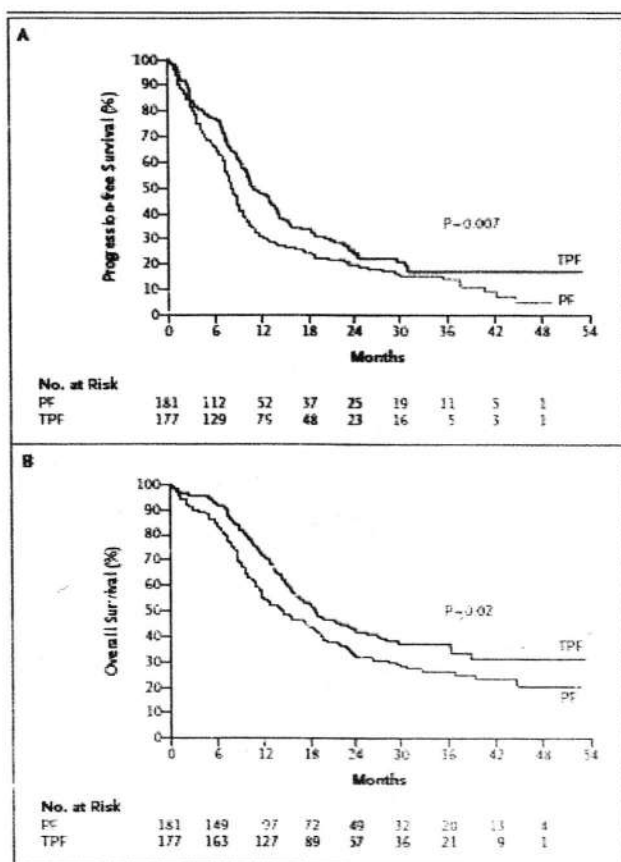 A
100
90
80
70
60
50
40
30
20
10
0
Progression-free Survival (%)
P=0.007
TPF
PF
0 6 12 18 24 30 36 42 48 54
Months
No. at Risk
PF 181 112 52 37 25 19 11 5 1
TPF 177 129 75 48 23 16 5 3 1
B
100
90
80
70
60
50
40
30
20
10
0
Overall Survival (%)
P=0.02
TPF
PF
0 6 12 18 24 30 36 42 48 54
Months
No. at Risk
PF 181 149 97 72 49 32 20 13 4
TPF 177 163 127 89 57 36 21 9 1